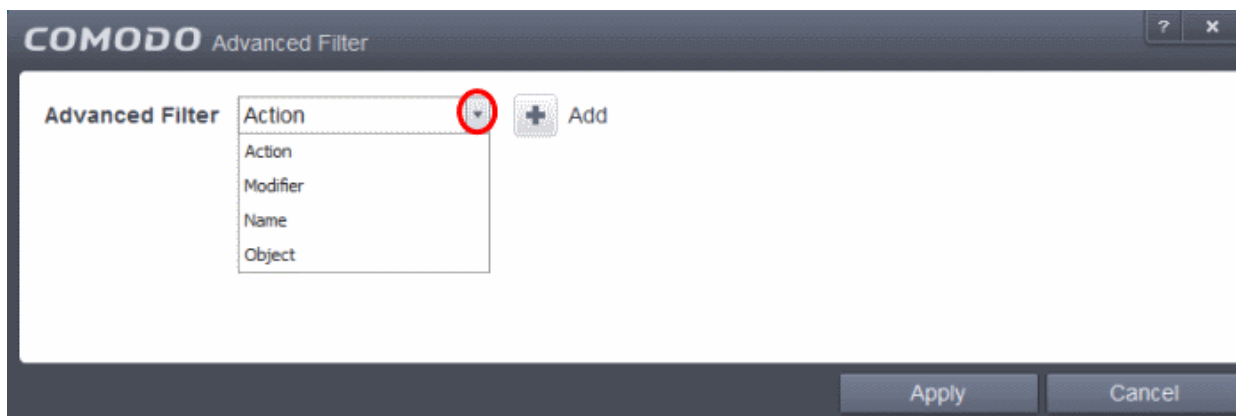 COMODO Advanced Filter ? x
Advanced Filter Action + Add
Action
Modifier
Name
Object
Apply Cancel